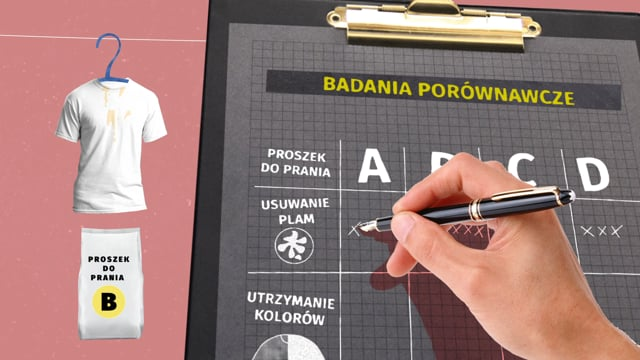 BADANIA PORÓWNAWCZE
PROSZEK
DO PRANIA
A B C D
USUWANIE
PLAM
×××× ×××
UTRZYMANIE
KOLORÓW
PROSZEK
DO
PRANIA
B